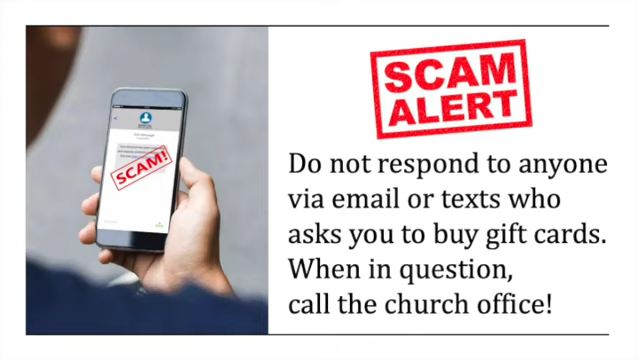 SCAM
ALERT
Do not respond to anyone
via email or texts who
asks you to buy gift cards.
When in question,
call the church office!
SCAM!